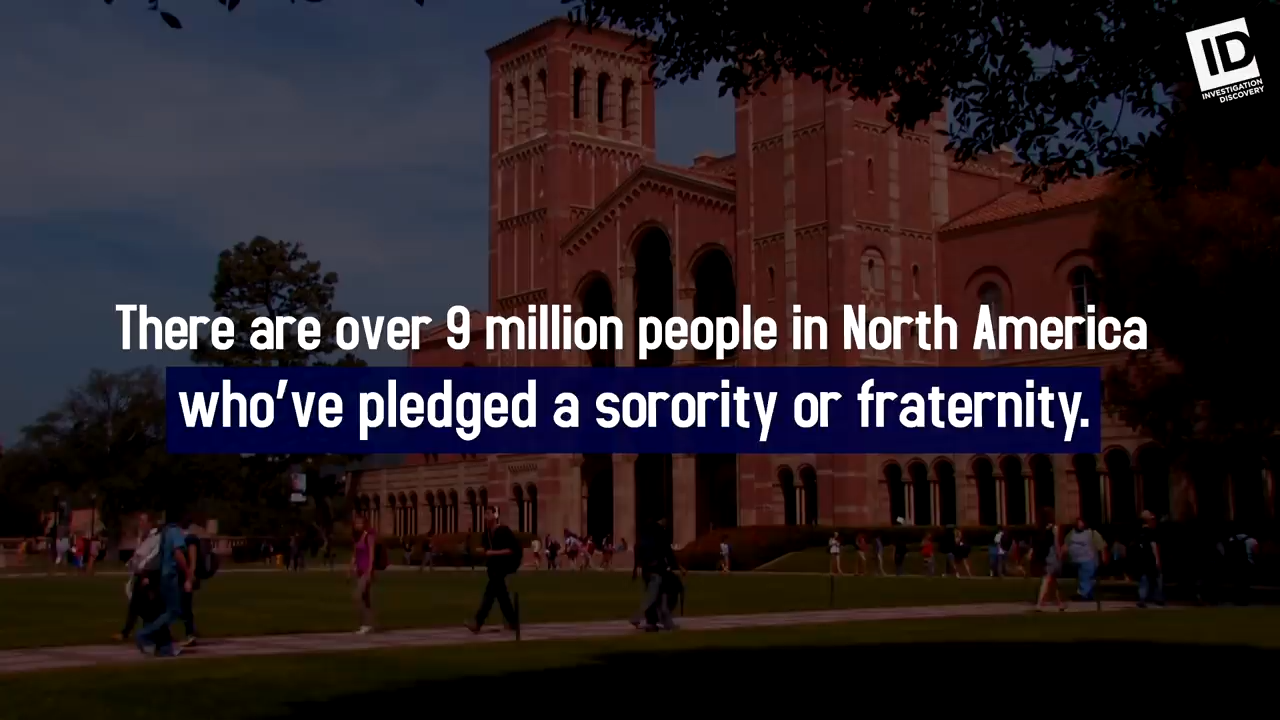 ID
INVESTIGATION
DISCOVERY
There are over 9 million people in North America
who've pledged a sorority or fraternity.